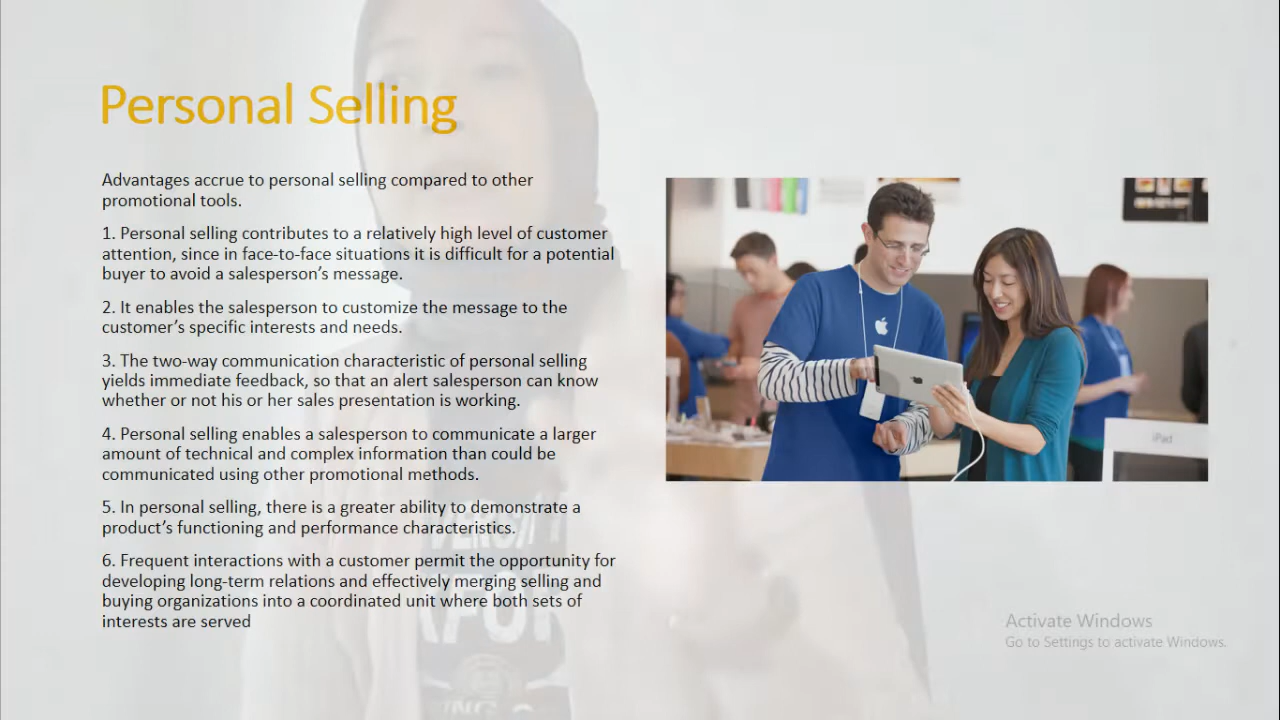 Personal Selling
Advantages accrue to personal selling compared to other
promotional tools.
1. Personal selling contributes to a relatively high level of customer
attention, since in face-to-face situations it is difficult for a potential
buyer to avoid a salesperson’s message.
2. It enables the salesperson to customize the message to the
customer’s specific interests and needs.
3. The two-way communication characteristic of personal selling
yields immediate feedback, so that an alert salesperson can know
whether or not his or her sales presentation is working.
4. Personal selling enables a salesperson to communicate a larger
amount of technical and complex information than could be
communicated using other promotional methods.
5. In personal selling, there is a greater ability to demonstrate a
product’s functioning and performance characteristics.
6. Frequent interactions with a customer permit the opportunity for
developing long-term relations and effectively merging selling and
buying organizations into a coordinated unit where both sets of
interests are served
iPad
Activate Windows
Go to Settings to activate Windows.